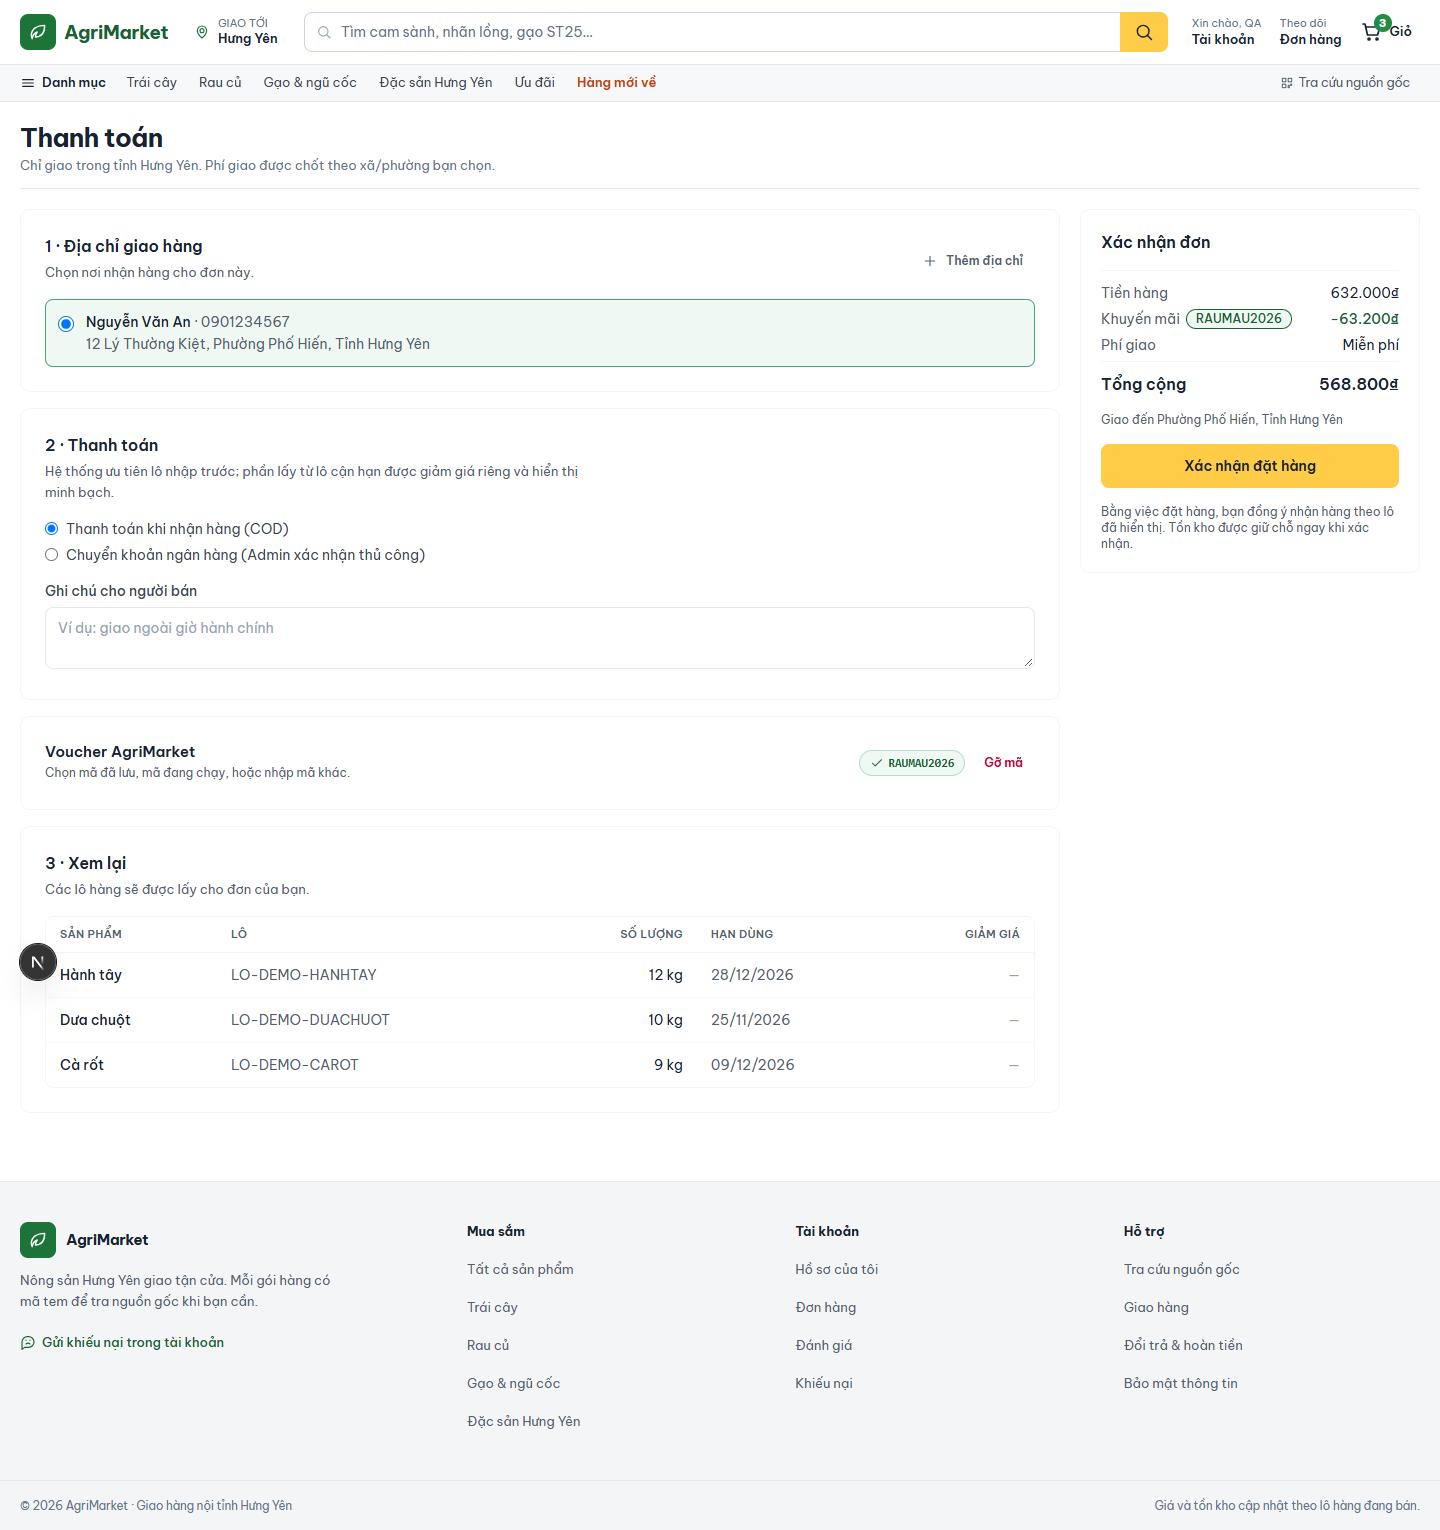 AgriMarket
GIAO TỚI
Hưng Yên
Tìm cam sành, nhãn lồng, gạo ST25...
Xin chào, QA
Tài khoản
Theo dõi
Đơn hàng
3
Giỏ
Danh mục
Trái cây
Rau củ
Gạo & ngũ cốc
Đặc sản Hưng Yên
Ưu đãi
Hàng mới về
Tra cứu nguồn gốc
Thanh toán
Chỉ giao trong tỉnh Hưng Yên. Phí giao được chốt theo xã/phường bạn chọn.
1 · Địa chỉ giao hàng
Chọn nơi nhận hàng cho đơn này.
Thêm địa chỉ
Nguyễn Văn An · 0901234567
12 Lý Thường Kiệt, Phường Phố Hiến, Tỉnh Hưng Yên
2 · Thanh toán
Hệ thống ưu tiên lô nhập trước; phần lấy từ lô cận hạn được giảm giá riêng và hiển thị
minh bạch.
Thanh toán khi nhận hàng (COD)
Chuyển khoản ngân hàng (Admin xác nhận thủ công)
Ghi chú cho người bán
Ví dụ: giao ngoài giờ hành chính
Voucher AgriMarket
Chọn mã đã lưu, mã đang chạy, hoặc nhập mã khác.
RAUMAU2026
Gỡ mã
3 · Xem lại
Các lô hàng sẽ được lấy cho đơn của bạn.
SẢN PHẨM LÔ SỐ LƯỢNG HẠN DÙNG GIẢM GIÁ
Hành tây LO-DEMO-HANHTAY 12 kg 28/12/2026 —
Dưa chuột LO-DEMO-DUACHUOT 10 kg 25/11/2026 —
Cà rốt LO-DEMO-CAROT 9 kg 09/12/2026 —
N
Xác nhận đơn
Tiền hàng 632.000₫
Khuyến mãi RAUMAU2026 -63.200₫
Phí giao Miễn phí
Tổng cộng 568.800₫
Giao đến Phường Phố Hiến, Tỉnh Hưng Yên
Xác nhận đặt hàng
Bằng việc đặt hàng, bạn đồng ý nhận hàng theo lô
đã hiển thị. Tồn kho được giữ chỗ ngay khi xác
nhận.
AgriMarket
Nông sản Hưng Yên giao tận cửa. Mỗi gói hàng có
mã tem để tra nguồn gốc khi bạn cần.
Gửi khiếu nại trong tài khoản
Mua sắm
Tất cả sản phẩm
Trái cây
Rau củ
Gạo & ngũ cốc
Đặc sản Hưng Yên
Tài khoản
Hồ sơ của tôi
Đơn hàng
Đánh giá
Khiếu nại
Hỗ trợ
Tra cứu nguồn gốc
Giao hàng
Đổi trả & hoàn tiền
Bảo mật thông tin
© 2026 AgriMarket · Giao hàng nội tỉnh Hưng Yên
Giá và tồn kho cập nhật theo lô hàng đang bán.